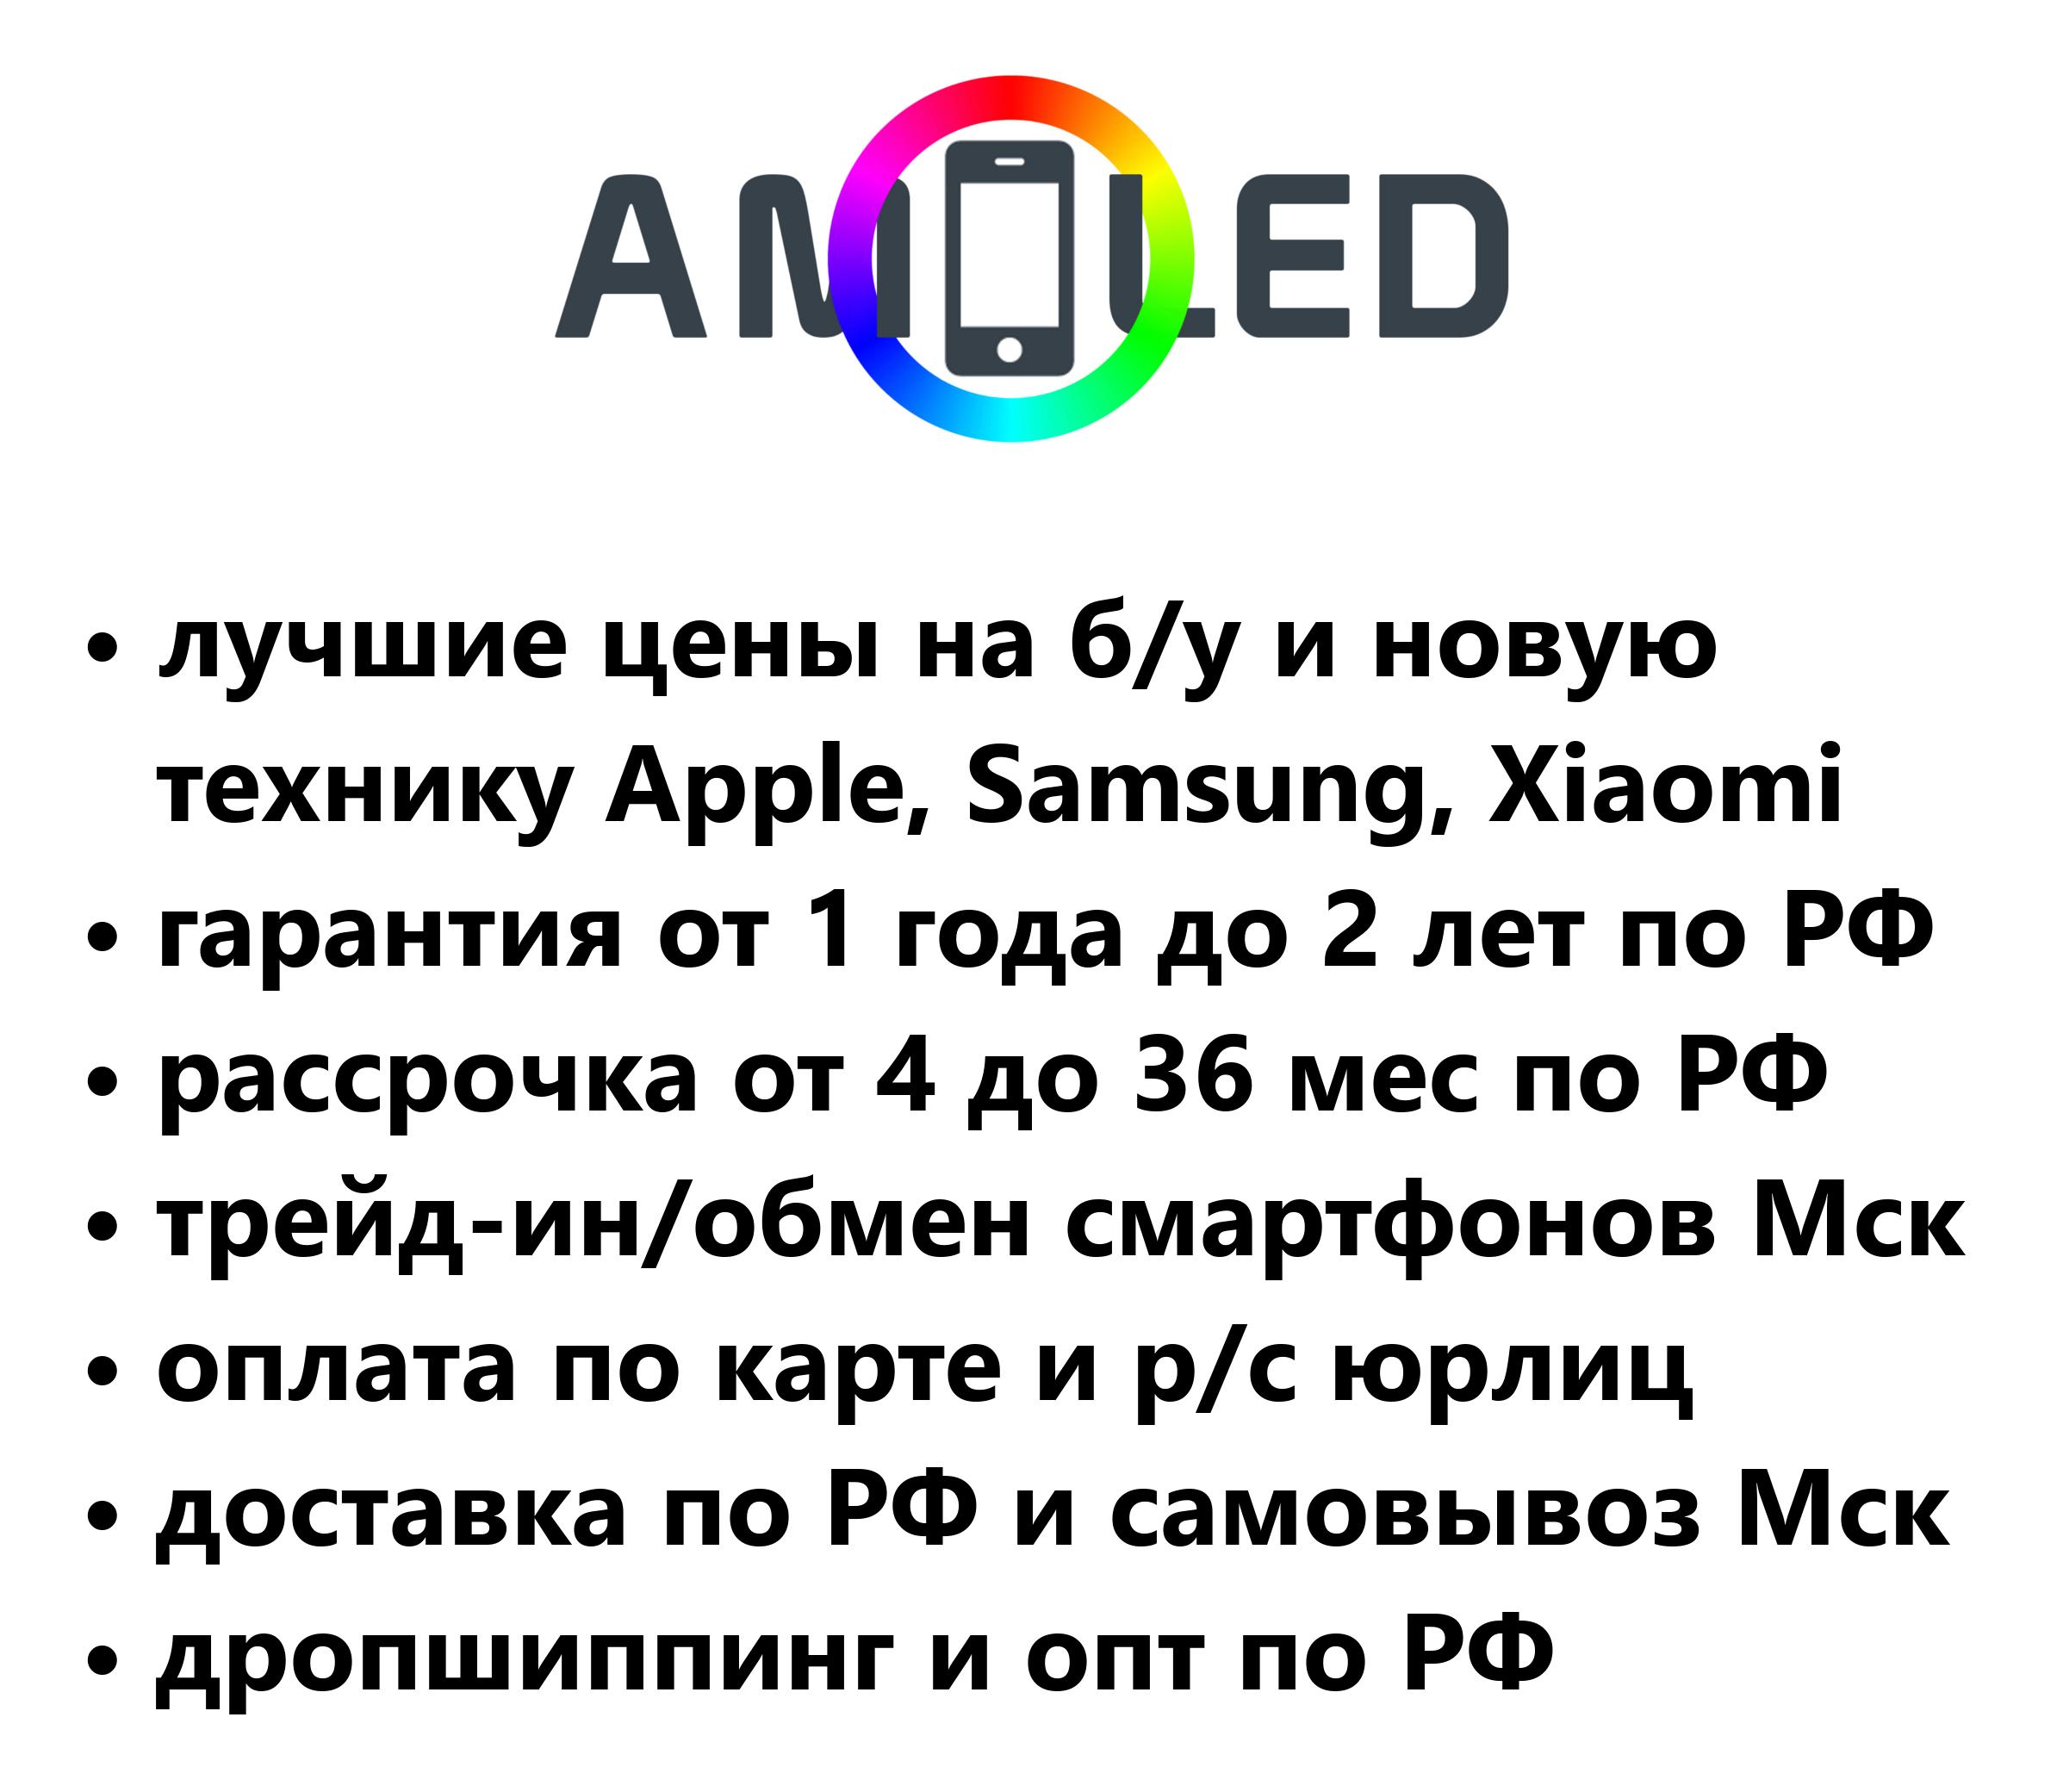 AMOLED
• лучшие цены на б/у и новую
технику Apple, Samsung, Xiaomi
• гарантия от 1 года до 2 лет по РФ
• рассрочка от 4 до 36 мес по РФ
• трейд-ин/обмен смартфонов Мск
• оплата по карте и р/с юрлиц
• доставка по РФ и самовывоз Мск
• дропшиппинг и опт по РФ